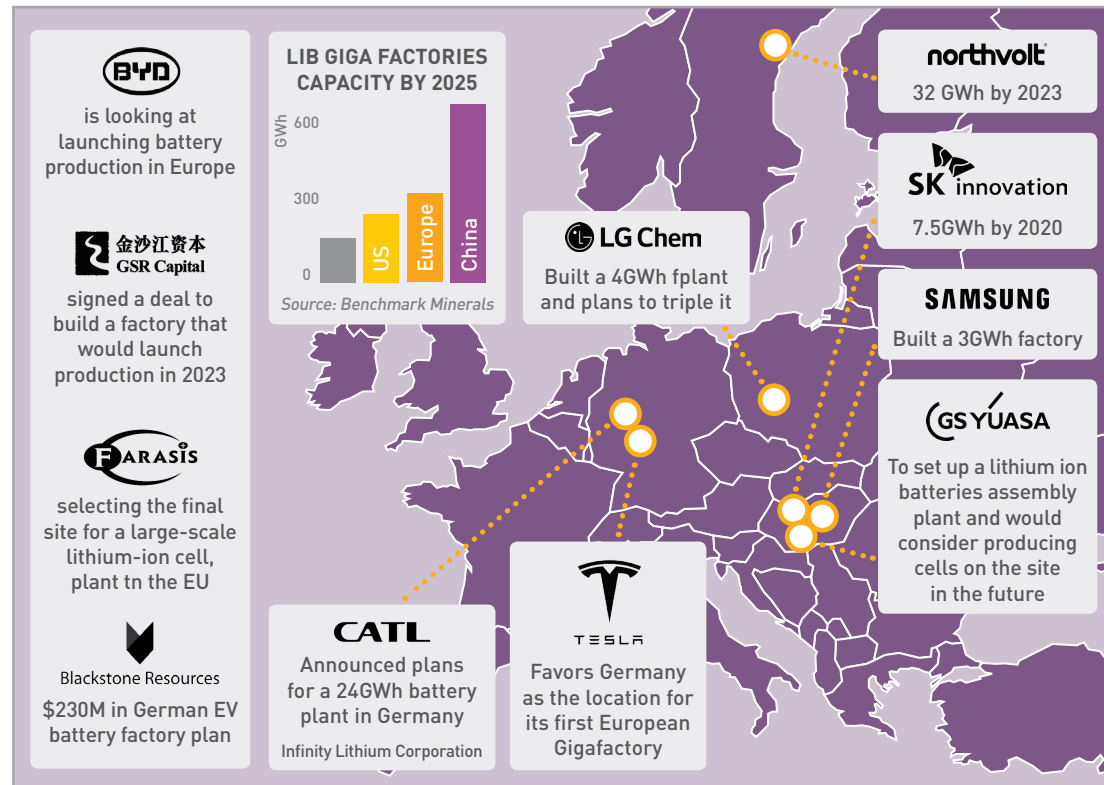 BYD
is looking at
launching battery
production in Europe
金沙江资本
GSR Capital
signed a deal to
build a factory that
would launch
production in 2023
FARASIS
selecting the final
site for a large-scale
lithium-ion cell,
plant tn the EU
Blackstone Resources
$230M in German EV
battery factory plan
LIB GIGA FACTORIES
CAPACITY BY 2025
GWh
600
300
0
US
Europe
China
Source: Benchmark Minerals
LG Chem
Built a 4GWh fplant
and plans to triple it
northvolt
32 GWh by 2023
SK innovation
7.5GWh by 2020
SAMSUNG
Built a 3GWh factory
GS YUASA
To set up a lithium ion
batteries assembly
plant and would
consider producing
cells on the site
in the future
CATL
Announced plans
for a 24GWh battery
plant in Germany
Infinity Lithium Corporation
TESLA
Favors Germany
as the location for
its first European
Gigafactory